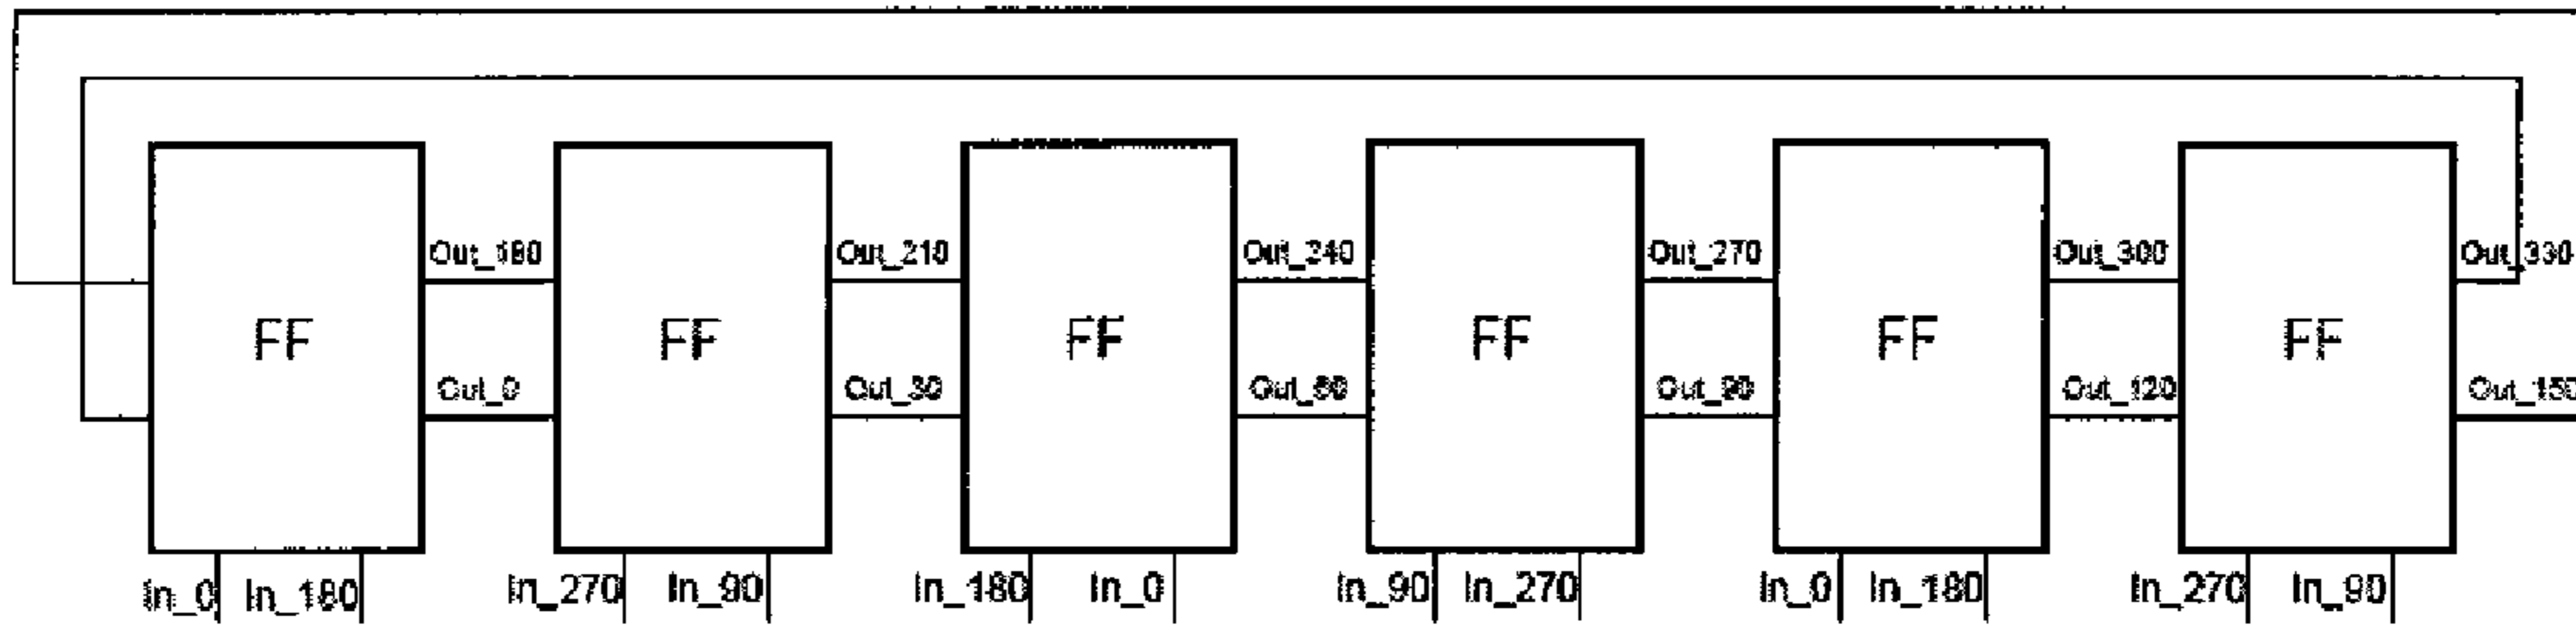 Out_180 Out_210 Out_240 Out_270 Out_300 Out_330
FF FF FF FF FF FF
Out_0 Out_30 Out_60 Out_90 Out_120 Out_150
In_0 In_180 In_270 In_90 In_180 In_0 In_90 In_270 In_0 In_180 In_270 In_90